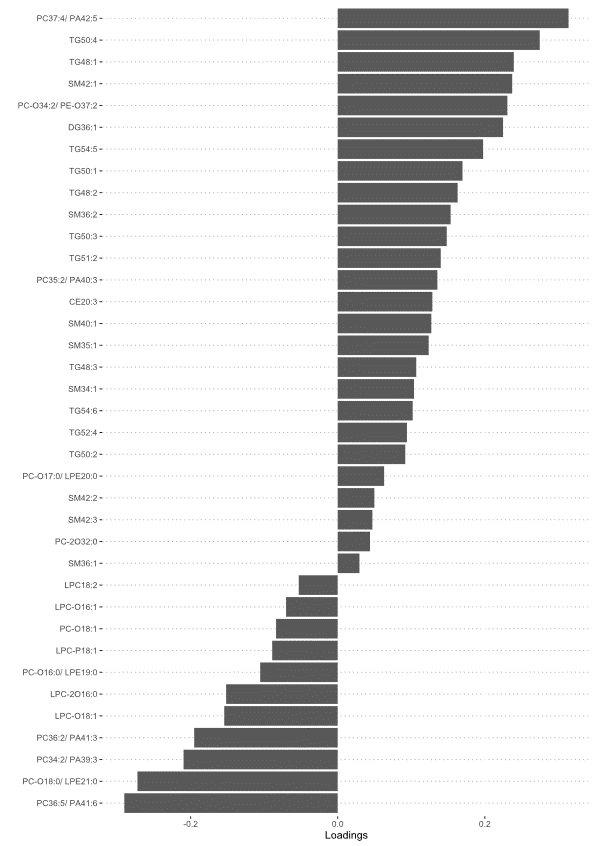 PC37:4/ PA42:5
TG50:4
TG48:1
SM42:1
PC-O34:2/ PE-O37:2
DG36:1
TG54:5
TG50:1
TG48:2
SM36:2
TG50:3
TG51:2
PC35:2/ PA40:3
CE20:3
SM40:1
SM35:1
TG48:3
SM34:1
TG54:6
TG52:4
TG50:2
PC-O17:0/ LPE20:0
SM42:2
SM42:3
PC-2O32:0
SM36:1
LPC18:2
LPC-O16:1
PC-O18:1
LPC-P18:1
PC-O16:0/ LPE19:0
LPC-2O16:0
LPC-O18:1
PC36:2/ PA41:3
PC34:2/ PA39:3
PC-O18:0/ LPE21:0
PC36:5/ PA41:6
-0.2 0.0 0.2
Loadings